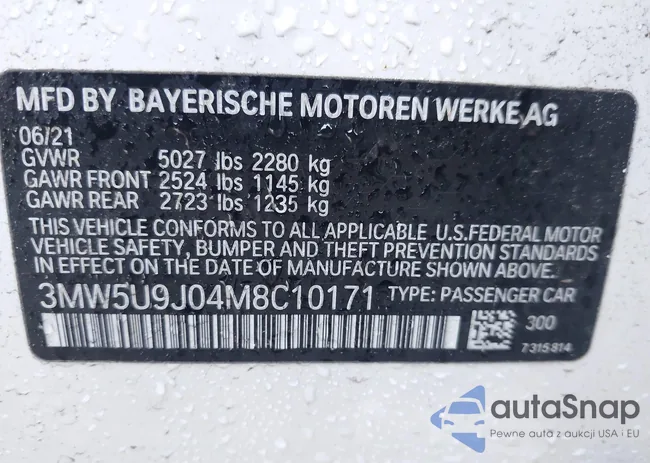 MFD BY BAYERISCHE MOTOREN WERKE AG
06/21
GVWR 5027 lbs 2280 kg
GAWR FRONT 2524 lbs 1145 kg
GAWR REAR 2723 lbs 1235 kg
THIS VEHICLE CONFORMS TO ALL APPLICABLE U.S.FEDERAL MOTOR
VEHICLE SAFETY, BUMPER AND THEFT PREVENTION STANDARDS
IN EFFECT ON THE DATE OF MANUFACTURE SHOWN ABOVE.
3MW5U9J04M8C10171 TYPE: PASSENGER CAR
300
7315814
autaSnap
Pewne auta z aukcji USA i EU